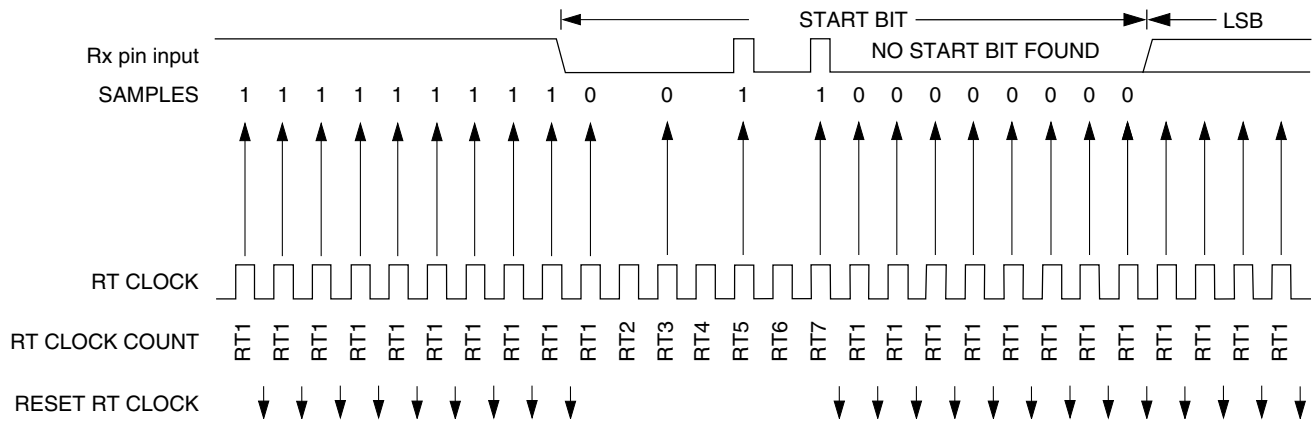 START BIT LSB
Rx pin input NO START BIT FOUND
SAMPLES 1 1 1 1 1 1 1 1 1 0 0 1 1 0 0 0 0 0 0 0 0
RT CLOCK
RT CLOCK COUNT RT1 RT1 RT1 RT1 RT1 RT1 RT1 RT1 RT1 RT1 RT2 RT3 RT4 RT5 RT6 RT7 RT1 RT1 RT1 RT1 RT1 RT1 RT1 RT1 RT1 RT1 RT1 RT1
RESET RT CLOCK